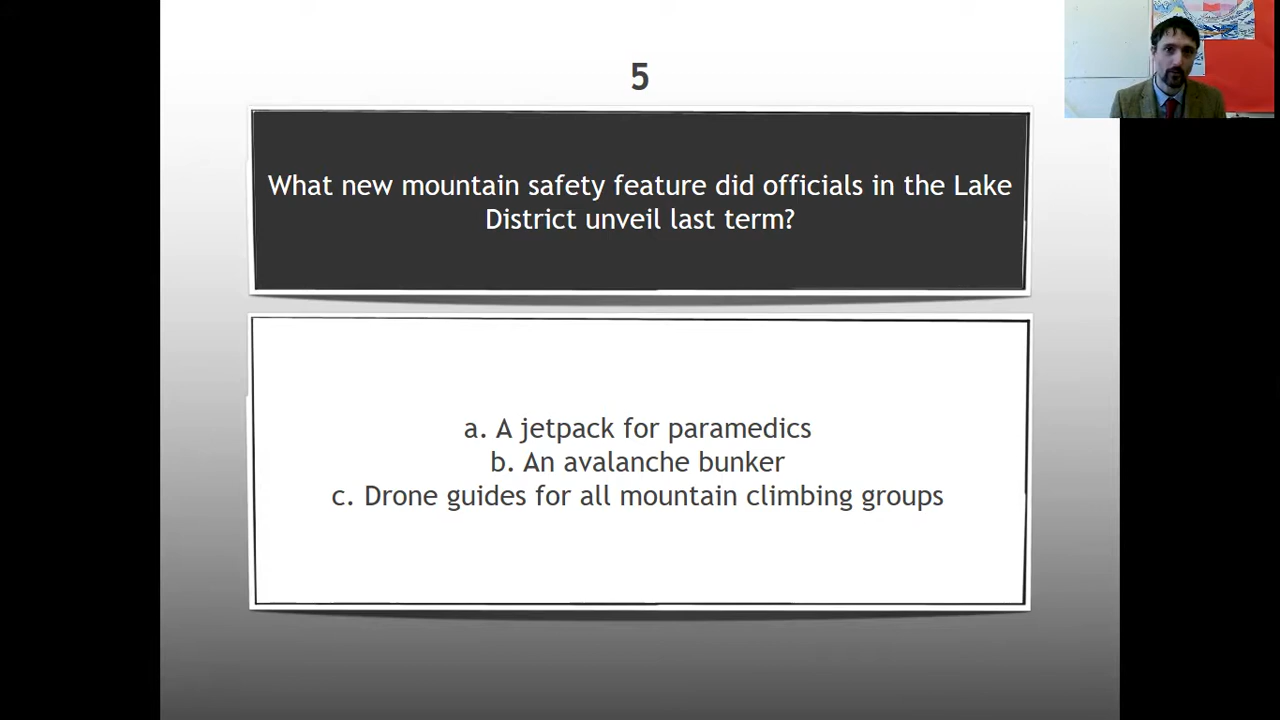 5
What new mountain safety feature did officials in the Lake
District unveil last term?
a. A jetpack for paramedics
b. An avalanche bunker
c. Drone guides for all mountain climbing groups